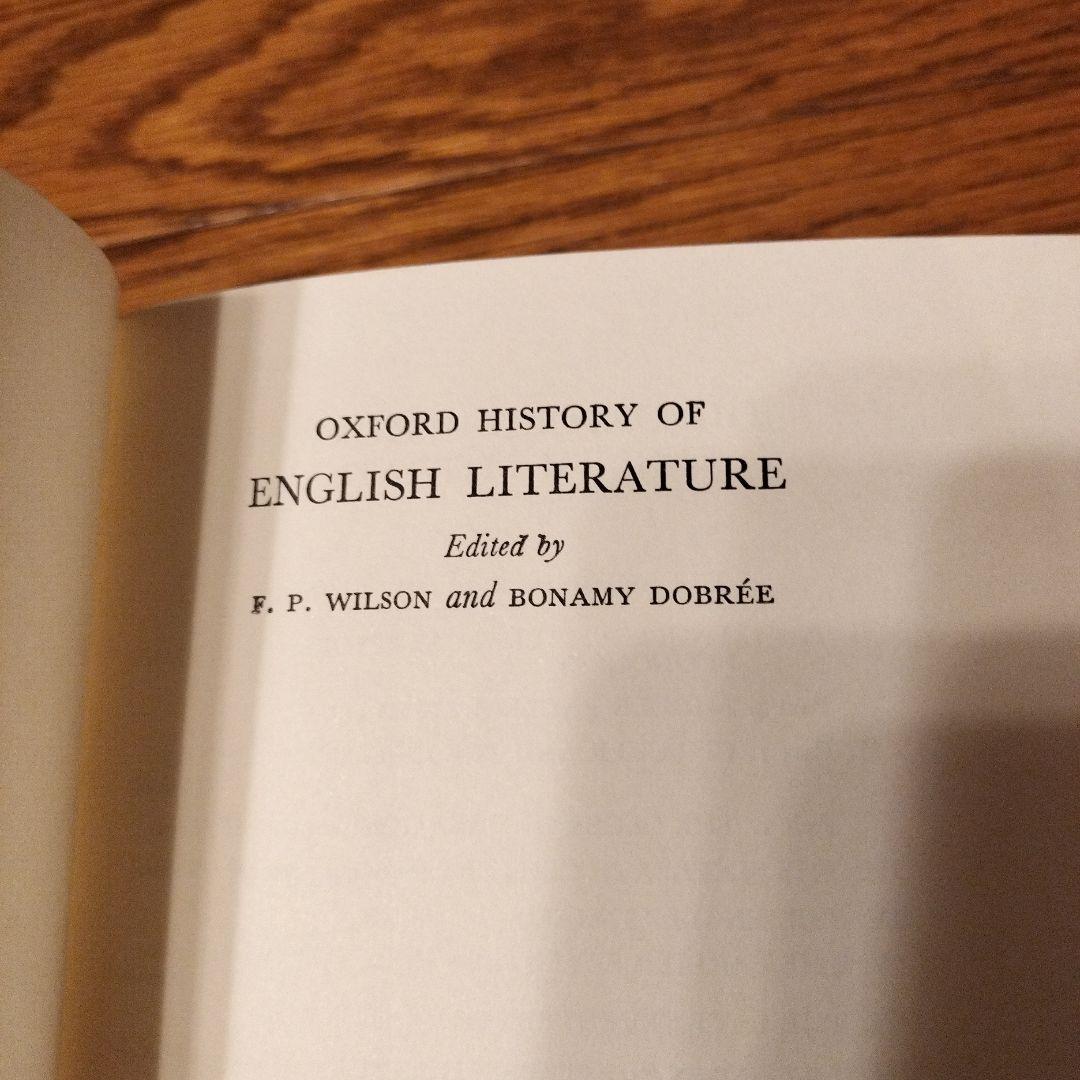 OXFORD HISTORY OF
ENGLISH LITERATURE
Edited by
F. P. WILSON and BONAMY DOBRÉE